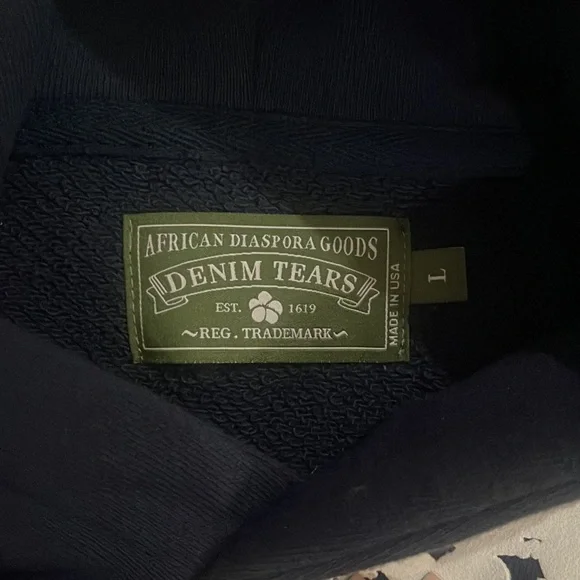 AFRICAN DIASPORA GOODS
DENIM TEARS
EST. 1619
~REG. TRADEMARK~
MADE IN USA
L